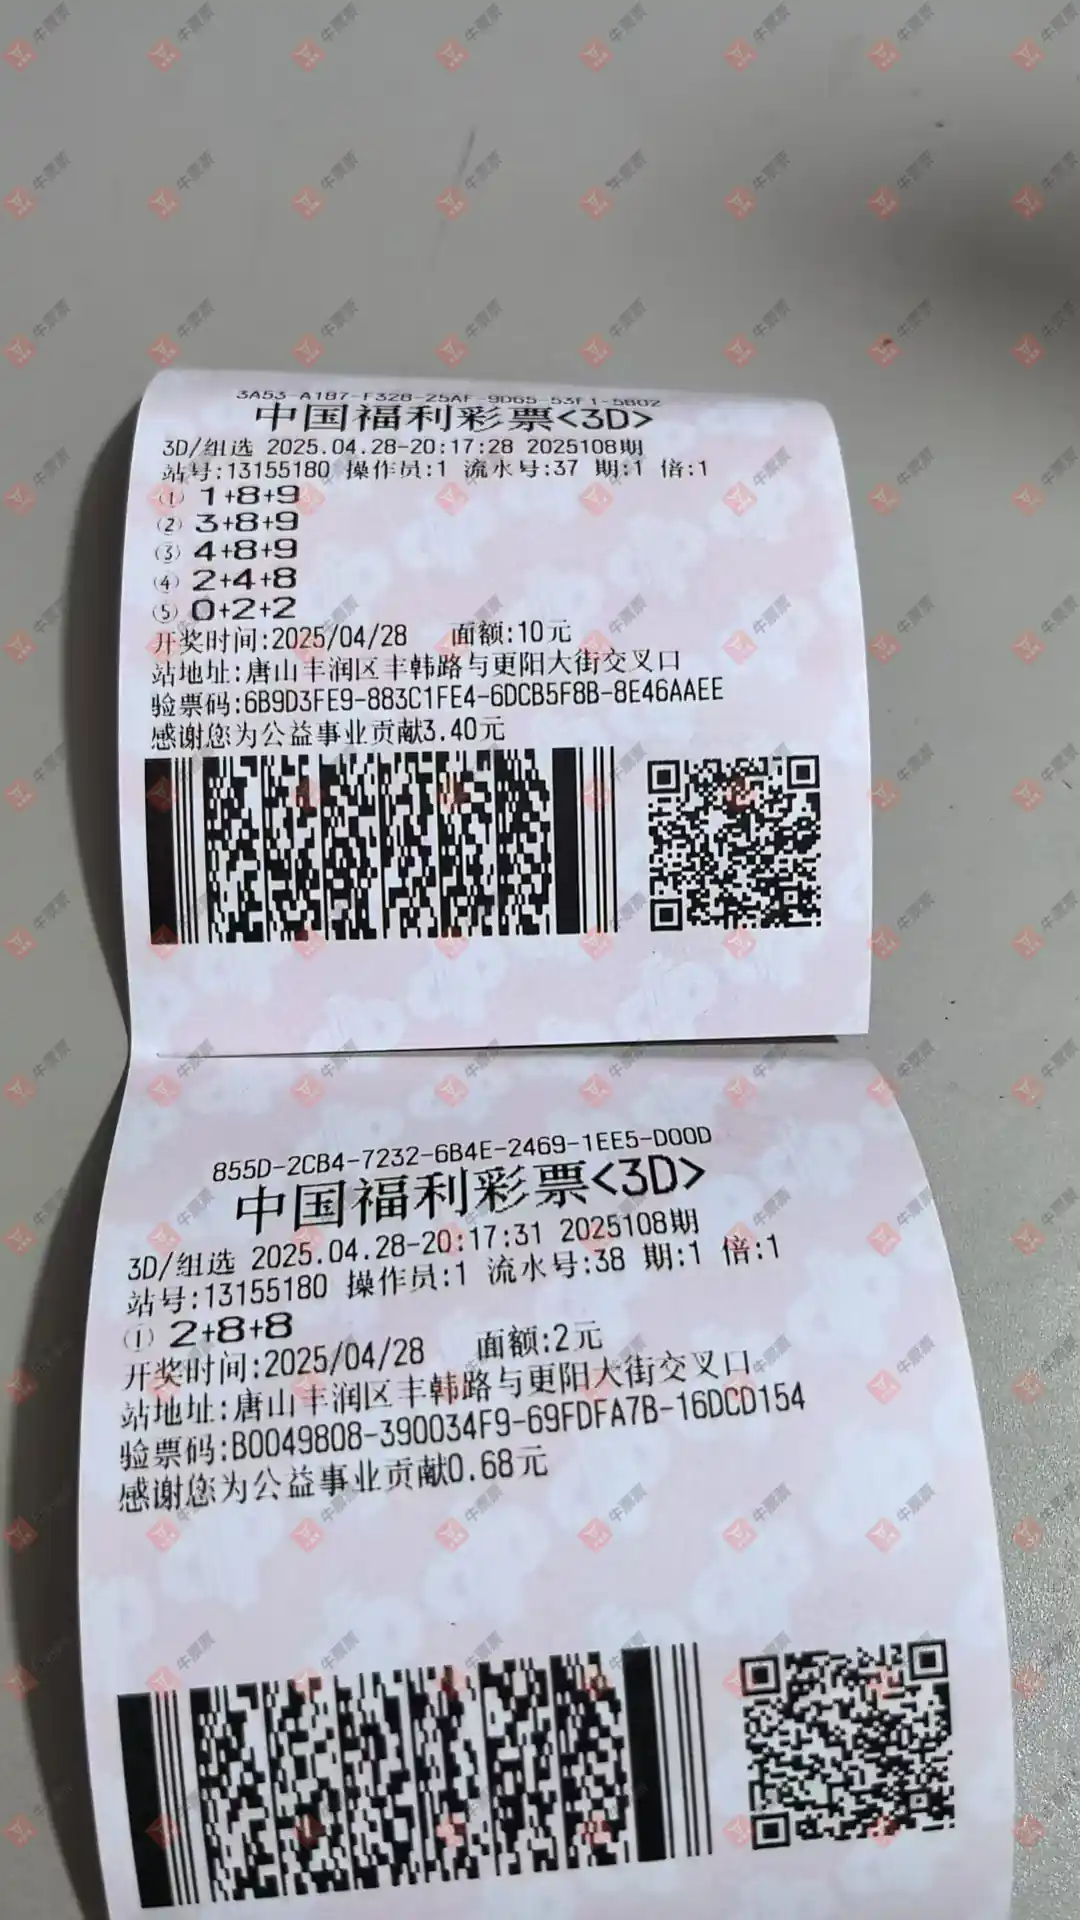 3A53-A187-F328-25AF-9D65-53F1-5B02
中国福利彩票<3D>
3D/组选 2025.04.28-20:17:28 2025108期
站号:13155180 操作员:1 流水号:37 期:1 倍:1
① 1+8+9
② 3+8+9
③ 4+8+9
④ 2+4+8
⑤ 0+2+2
开奖时间:2025/04/28 面额:10元
站地址:唐山丰润区丰韩路与更阳大街交叉口
验票码:6B9D3FE9-883C1FE4-6DCB5F8B-8E46AAEE
感谢您为公益事业贡献3.40元
855D-2CB4-7232-6B4E-2469-1EE5-D00D
中国福利彩票<3D>
3D/组选 2025.04.28-20:17:31 2025108期
站号:13155180 操作员:1 流水号:38 期:1 倍:1
① 2+8+8
开奖时间:2025/04/28 面额:2元
站地址:唐山丰润区丰韩路与更阳大街交叉口
验票码:B0049808-390034F9-69FDFA7B-16DCD154
感谢您为公益事业贡献0.68元
牛票票